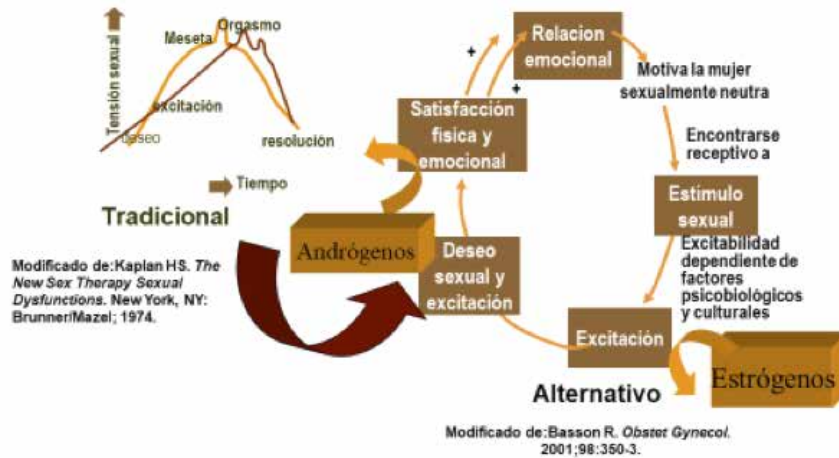 Orgasmo
Meseta
Tensión sexual
excitación
deseo
resolución
Tiempo
Tradicional
Modificado de:Kaplan HS. The
New Sex Therapy Sexual
Dysfunctions. New York, NY:
Brunner/Mazel; 1974.
Andrógenos
+
+
Relacion
emocional
Motiva la mujer
sexualmente neutra
Encontrarse
receptivo a
Estímulo
sexual
Excitabilidad
dependiente de
factores
psicobiológicos
y culturales
Estrógenos
Excitación
Deseo
sexual y
excitación
Satisfacción
física y
emocional
Alternativo
Modificado de:Basson R. Obstet Gynecol.
2001;98:350-3.